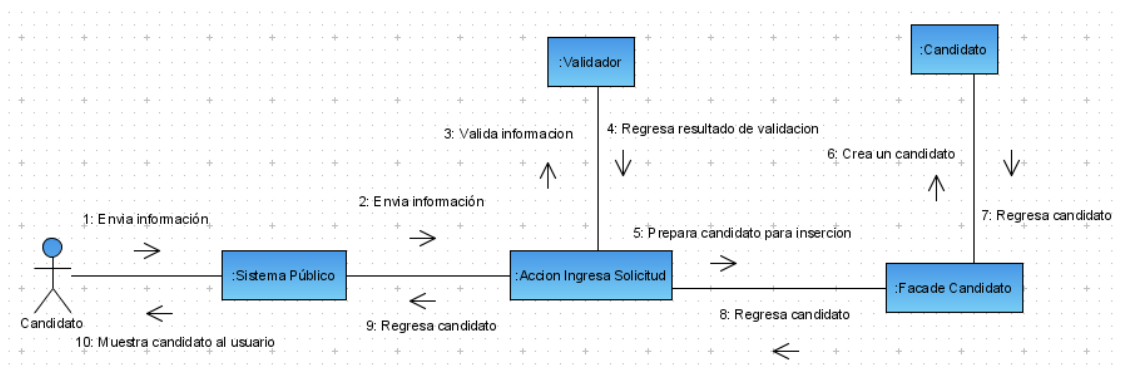 :Validador
:Candidato
3: Valida informacion
4: Regresa resultado de validacion
6: Crea un candidato
2: Envia información
1: Envia información
7: Regresa candidato
5: Prepara candidato para insercion
:Sistema Público
:Accion Ingresa Solicitud
:Facade Candidato
Candidato
9: Regresa candidato
8: Regresa candidato
10: Muestra candidato al usuario